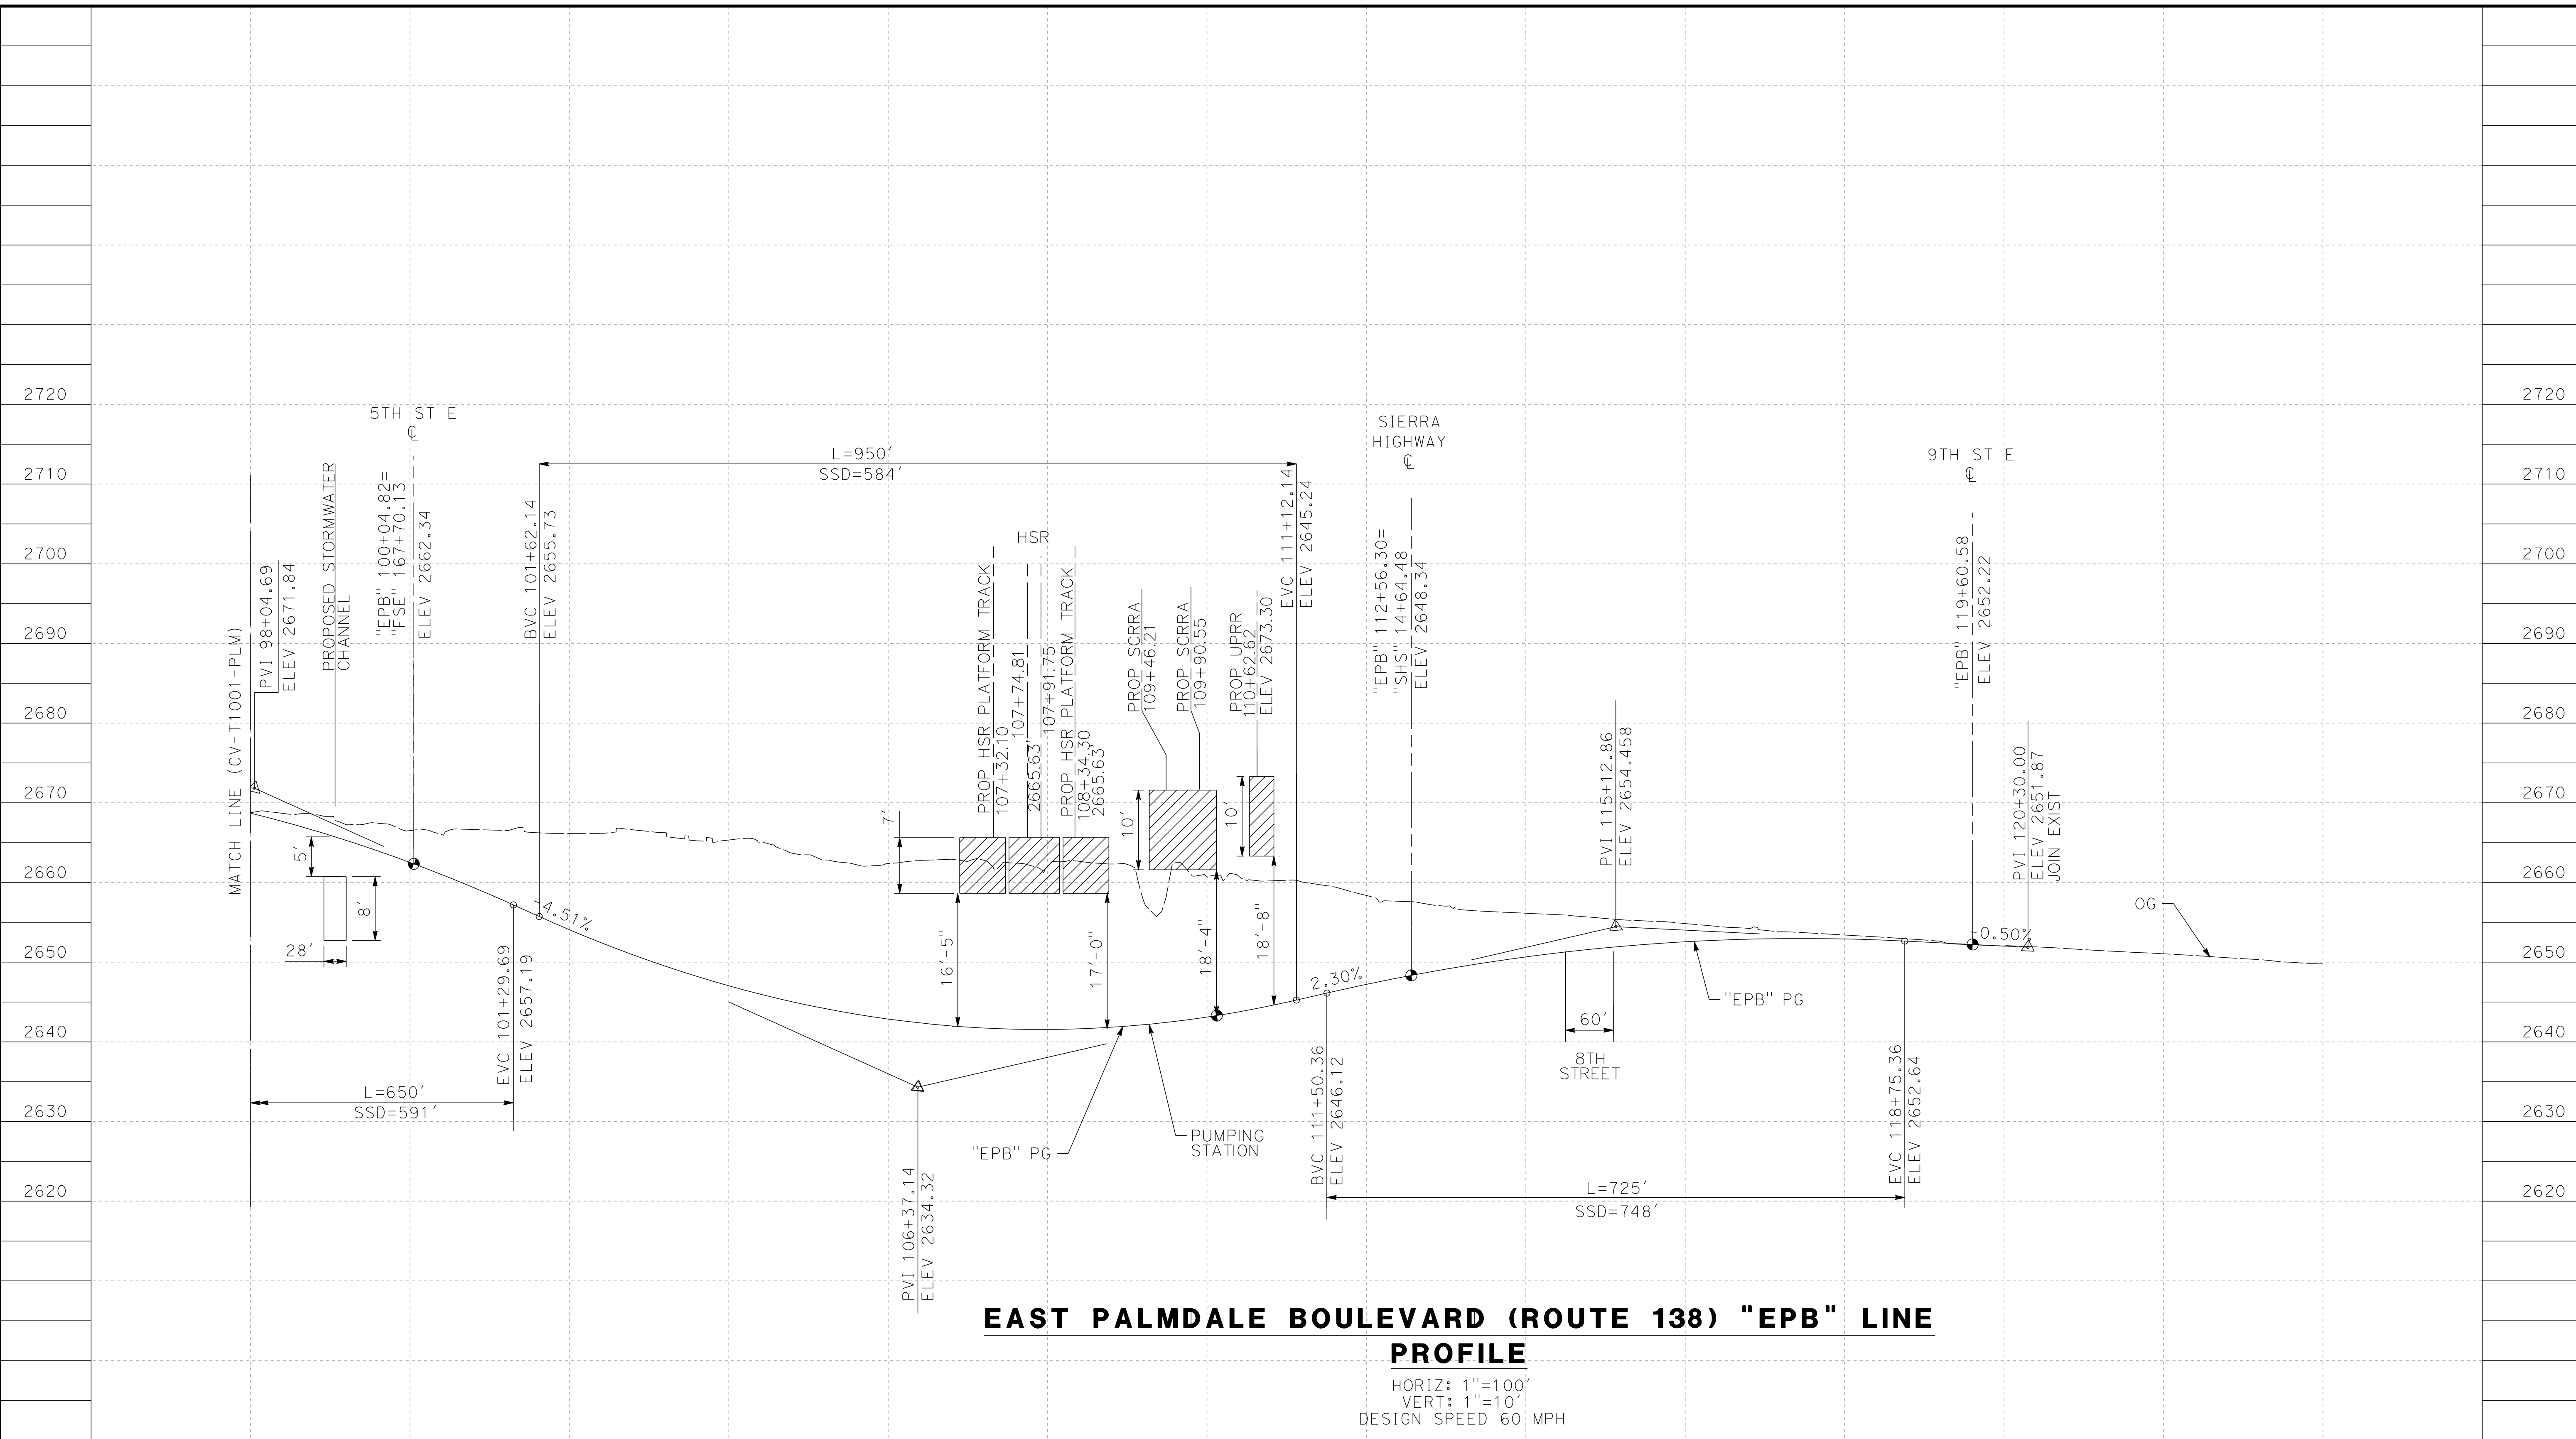 2720
2710
2700
2690
2680
2670
2660
2650
2640
2630
2620
MATCH LINE (CV-T1001-PLM)
PVI 98+04.69
ELEV 2671.84
PROPOSED STORMWATER
CHANNEL
5'
8'
28'
5TH ST E
℄
"EPB" 100+04.82=
"FSE" 167+70.13
ELEV 2662.34
L=650'
SSD=591'
EVC 101+29.69
ELEV 2657.19
BVC 101+62.14
ELEV 2655.73
-4.51%
L=950'
SSD=584'
PVI 106+37.14
ELEV 2634.32
7'
HSR
PROP HSR PLATFORM TRACK
107+32.10
107+74.81
2665.63'
107+91.75
PROP HSR PLATFORM TRACK
108+34.30
2665.63'
16'-5"
17'-0"
"EPB" PG
PUMPING
STATION
PROP SCRRA
109+46.21
PROP SCRRA
109+90.55
10'
18'-4"
PROP UPRR
110+62.62
ELEV 2673.30
10'
18'-8"
EVC 111+12.14
ELEV 2645.24
2.30%
BVC 111+50.36
ELEV 2646.12
SIERRA
HIGHWAY
℄
"EPB" 112+56.30=
"SHS" 14+64.48
ELEV 2648.34
PVI 115+12.86
ELEV 2654.458
60'
8TH
STREET
"EPB" PG
L=725'
SSD=748'
EVC 118+75.36
ELEV 2652.64
9TH ST E
℄
"EPB" 119+60.58
ELEV 2652.22
-0.50%
PVI 120+30.00
ELEV 2651.87
JOIN EXIST
OG
2720
2710
2700
2690
2680
2670
2660
2650
2640
2630
2620
EAST PALMDALE BOULEVARD (ROUTE 138) "EPB" LINE
PROFILE
HORIZ: 1"=100'
VERT: 1"=10'
DESIGN SPEED 60 MPH